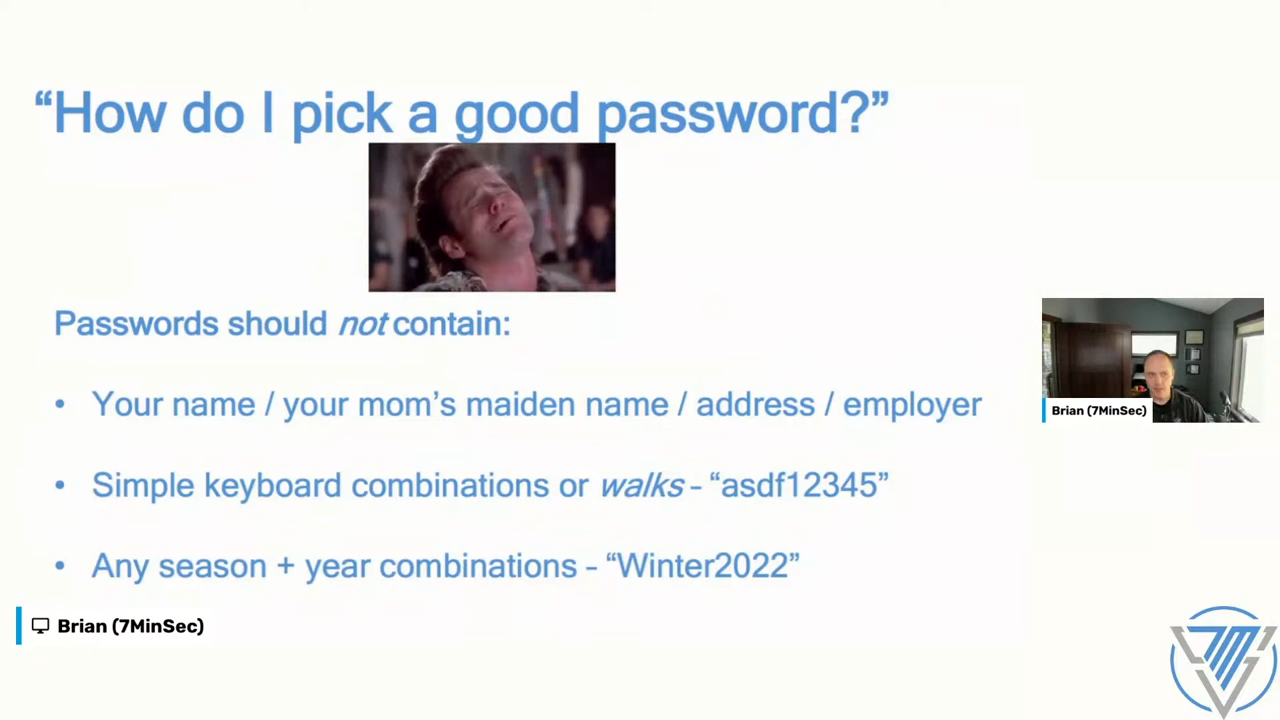 “How do I pick a good password?”
Passwords should not contain:
• Your name / your mom’s maiden name / address / employer
• Simple keyboard combinations or walks – “asdf12345”
• Any season + year combinations – “Winter2022”
Brian (7MinSec)
Brian (7MinSec)
7MS